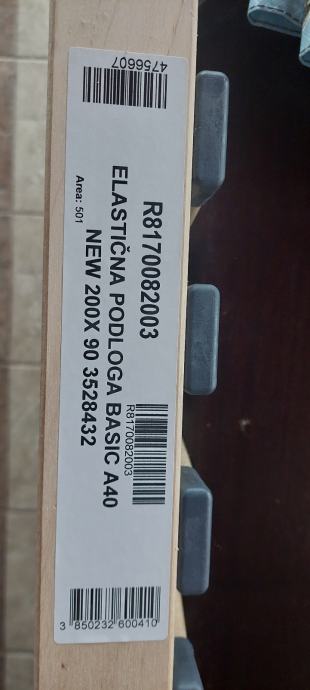 4756607
R8170082003
ELASTIČNA PODLOGA BASIC A40
NEW 200X 90 3528432
Area: 501
R8170082003
3 850232 600410